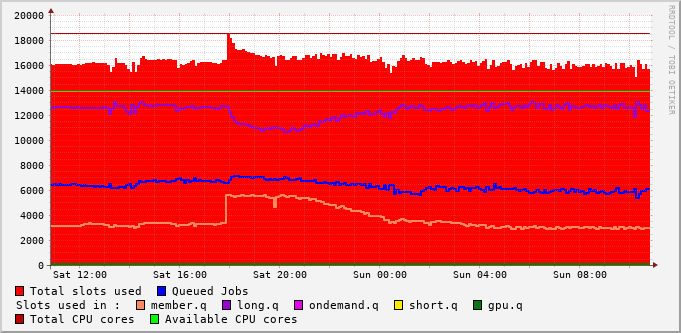 RRDTOOL / TOBI OETIKER
20000
18000
16000
14000
12000
10000
8000
6000
4000
2000
0
Sat 12:00 Sat 16:00 Sat 20:00 Sun 00:00 Sun 04:00 Sun 08:00
Total slots used Queued Jobs
Slots used in : member.q long.q ondemand.q short.q gpu.q
Total CPU cores Available CPU cores